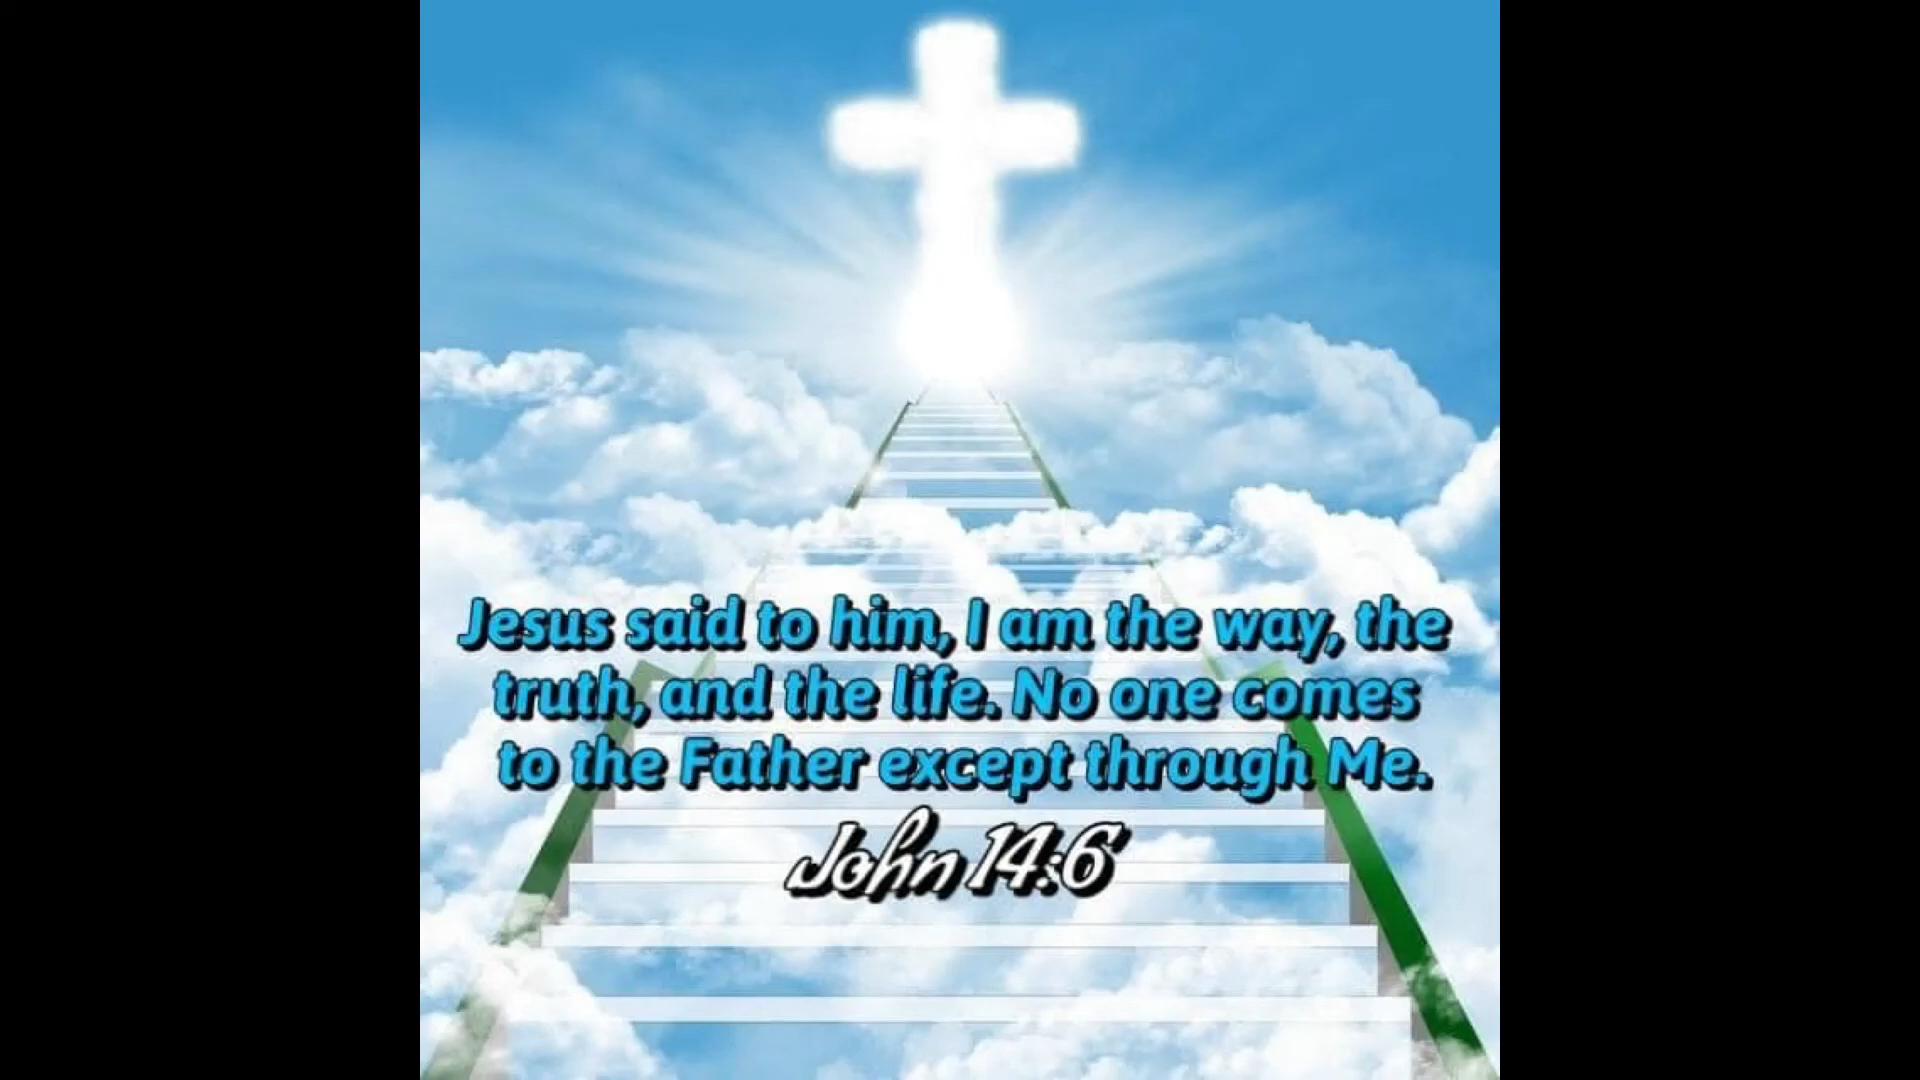 Jesus said to him, I am the way, the
truth, and the life. No one comes
to the Father except through Me.
John 14:6